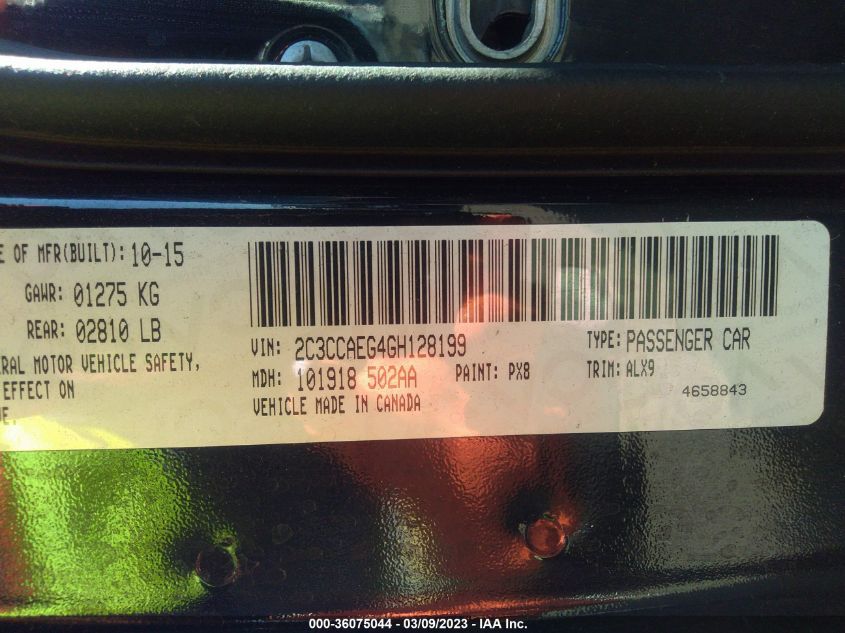 E OF MFR(BUILT): 10-15
GAWR: 01275 KG
REAR: 02810 LB
ERAL MOTOR VEHICLE SAFETY,
EFFECT ON
VIN: 2C3CCAEG4GH128199
TYPE: PASSENGER CAR
MDH: 101918 502AA
PAINT: PX8
TRIM: ALX9
VEHICLE MADE IN CANADA
4658843
000-36075044 - 03/09/2023 - IAA Inc.